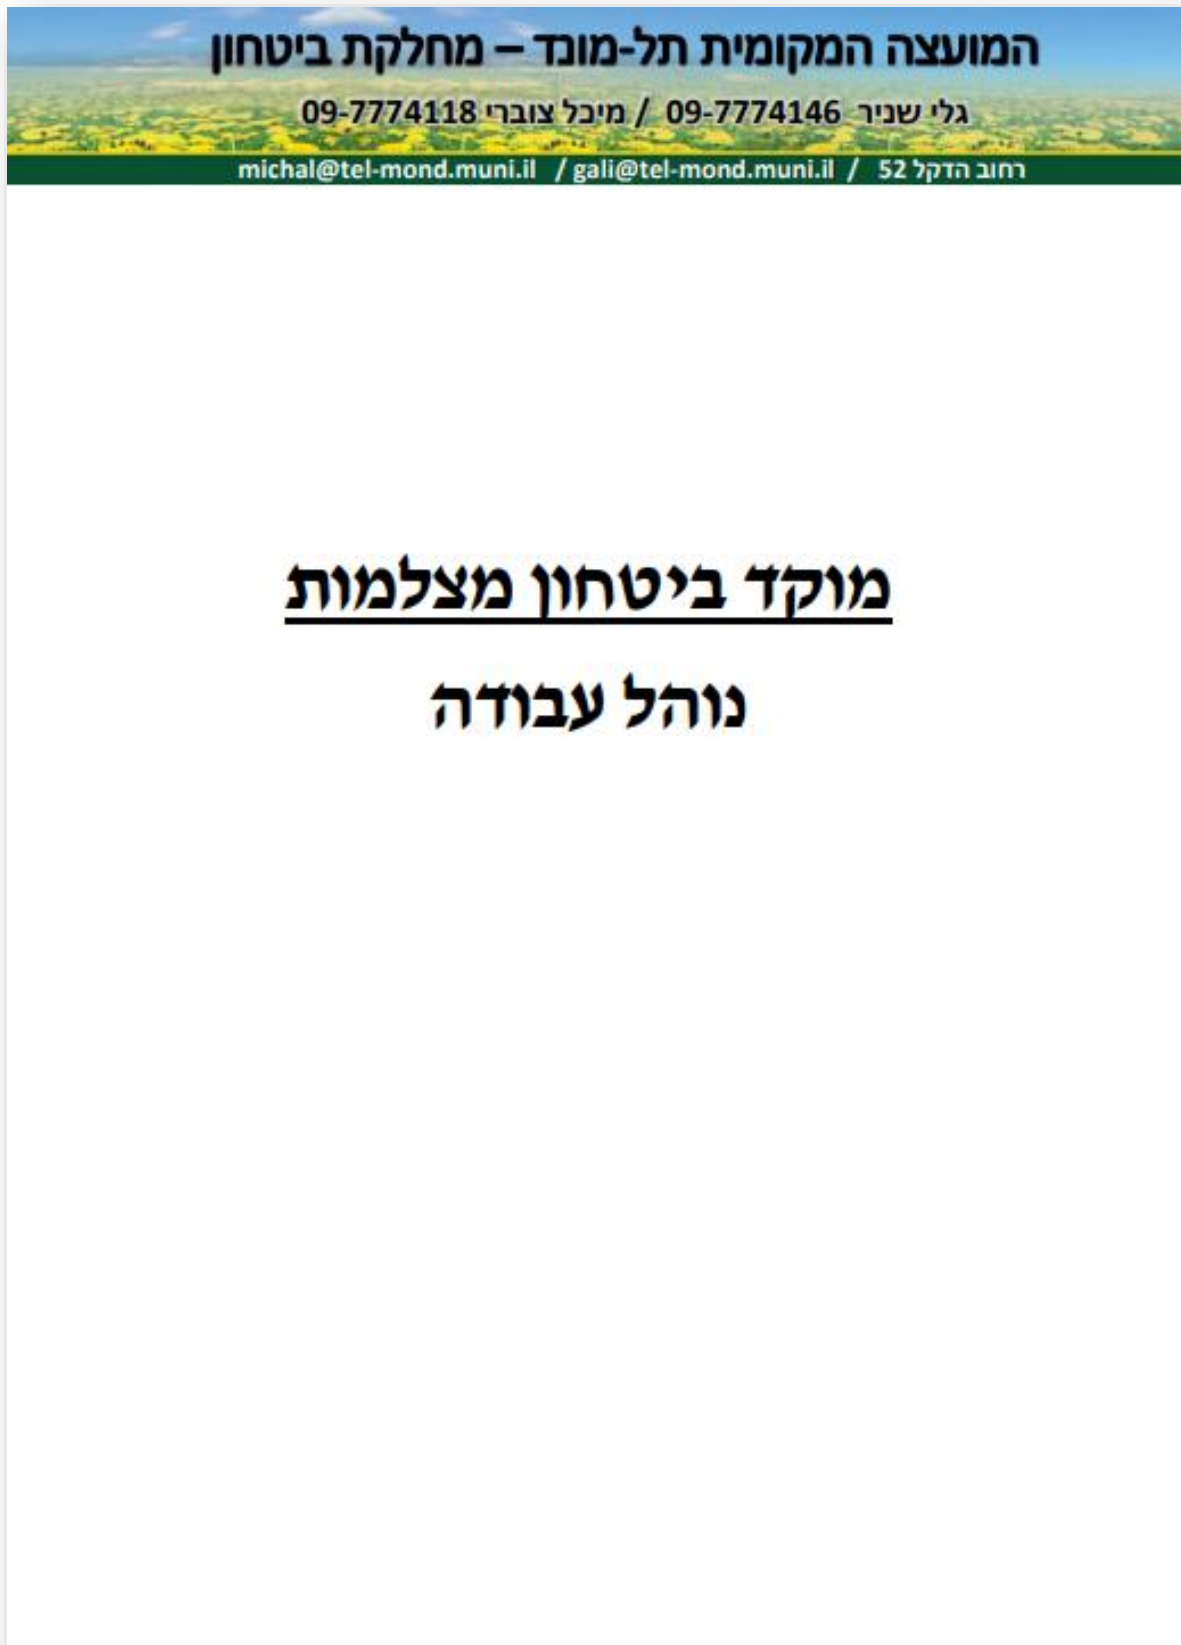 המועצה המקומית תל-מונד – מחלקת ביטחון
גלי שניר 09-7774146 / מיכל צוברי 09-7774118
רחוב הדקל 52 / gali@tel-mond.muni.il / michal@tel-mond.muni.il
מוקד ביטחון מצלמות
נוהל עבודה